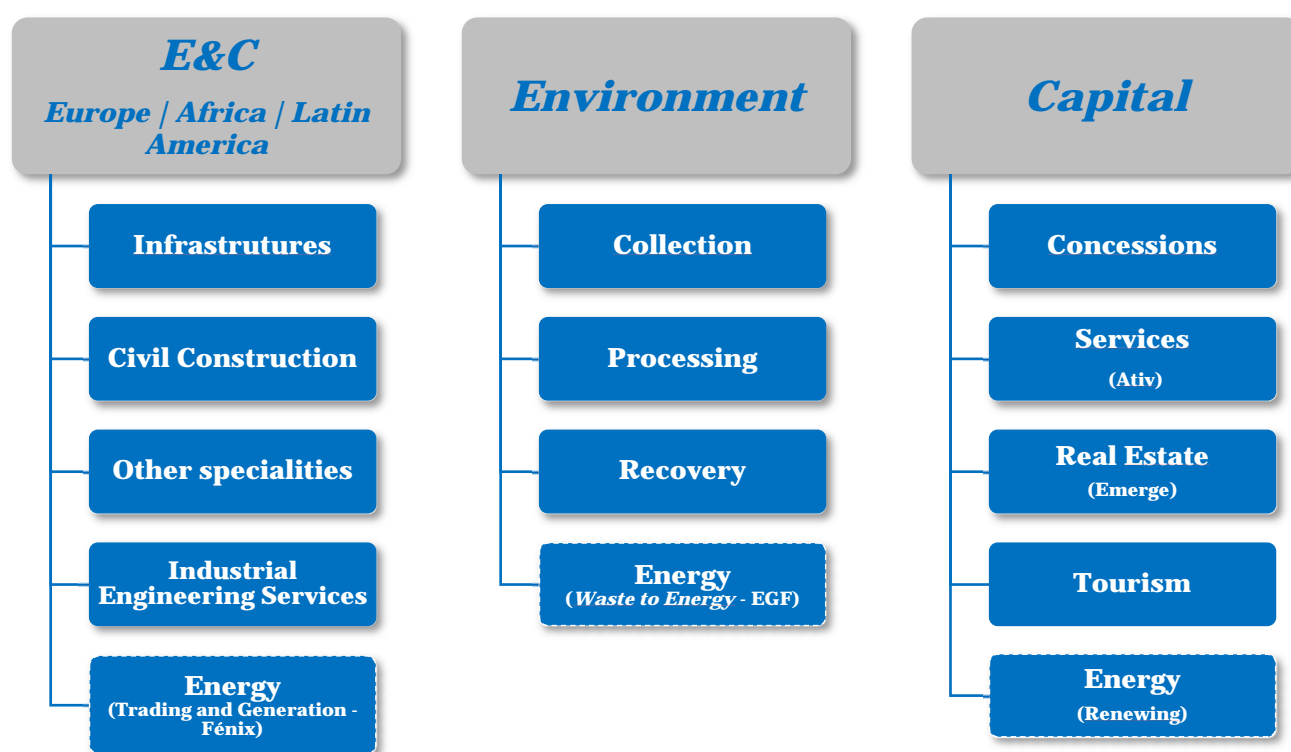 E&C
Europe | Africa | Latin
America
Infrastrutures
Civil Construction
Other specialities
Industrial
Engineering Services
Energy
(Trading and Generation -
Fénix)
Environment
Collection
Processing
Recovery
Energy
(Waste to Energy - EGF)
Capital
Concessions
Services
(Ativ)
Real Estate
(Emerge)
Tourism
Energy
(Renewing)